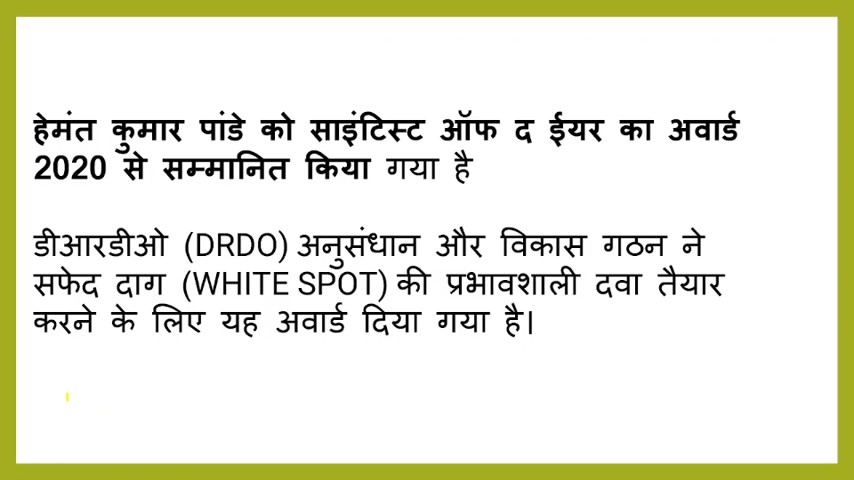 हेमंत कुमार पांडे को साइंटिस्ट ऑफ द ईयर का अवार्ड
2020 से सम्मानित किया गया है
डीआरडीओ (DRDO) अनुसंधान और विकास गठन ने
सफेद दाग (WHITE SPOT) की प्रभावशाली दवा तैयार
करने के लिए यह अवार्ड दिया गया है।